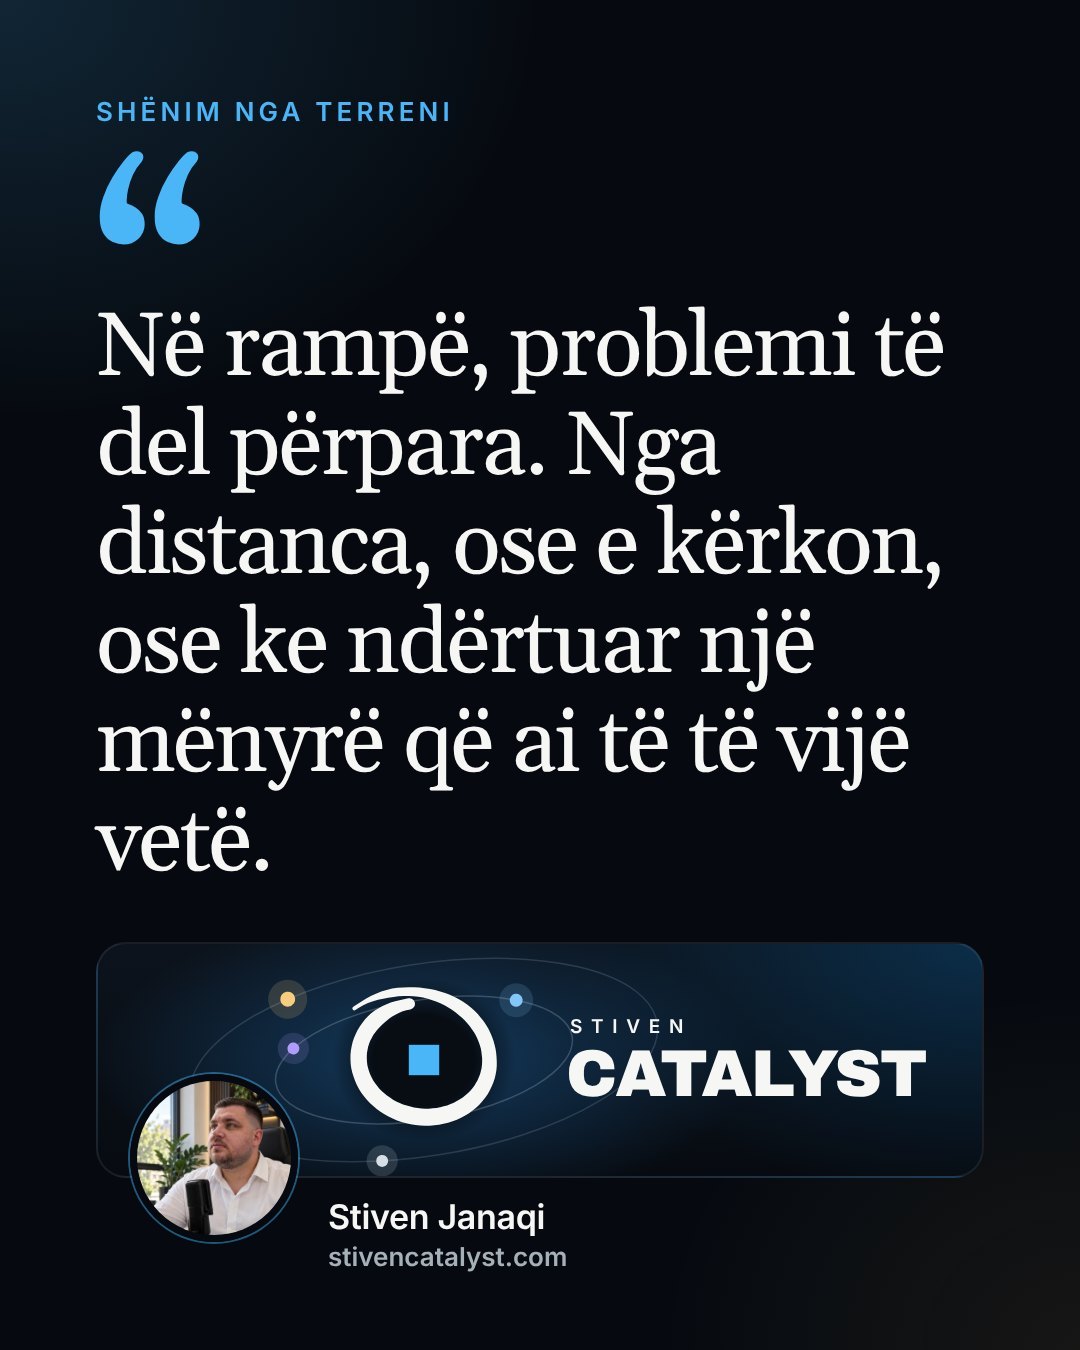 SHËNIM NGA TERRENI
“
Në rampë, problemi të
del përpara. Nga
distanca, ose e kërkon,
ose ke ndërtuar një
mënyrë që ai të të vijë
vetë.
STIVEN
CATALYST
Stiven Janaqi
stivencatalyst.com